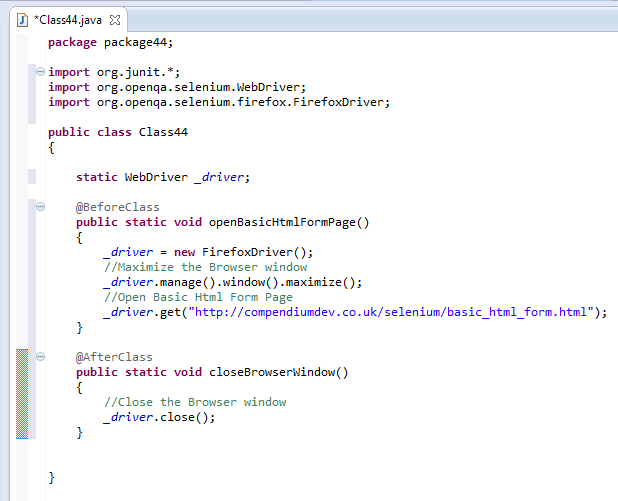 *Class44.java
package package44;
import org.junit.*;
import org.openqa.selenium.WebDriver;
import org.openqa.selenium.firefox.FirefoxDriver;
public class Class44
{
static WebDriver _driver;
@BeforeClass
public static void openBasicHtmlFormPage()
{
_driver = new FirefoxDriver();
//Maximize the Browser window
_driver.manage().window().maximize();
//Open Basic Html Form Page
_driver.get("http://compendiumdev.co.uk/selenium/basic_html_form.html");
}
@AfterClass
public static void closeBrowserWindow()
{
//Close the Browser window
_driver.close();
}
}